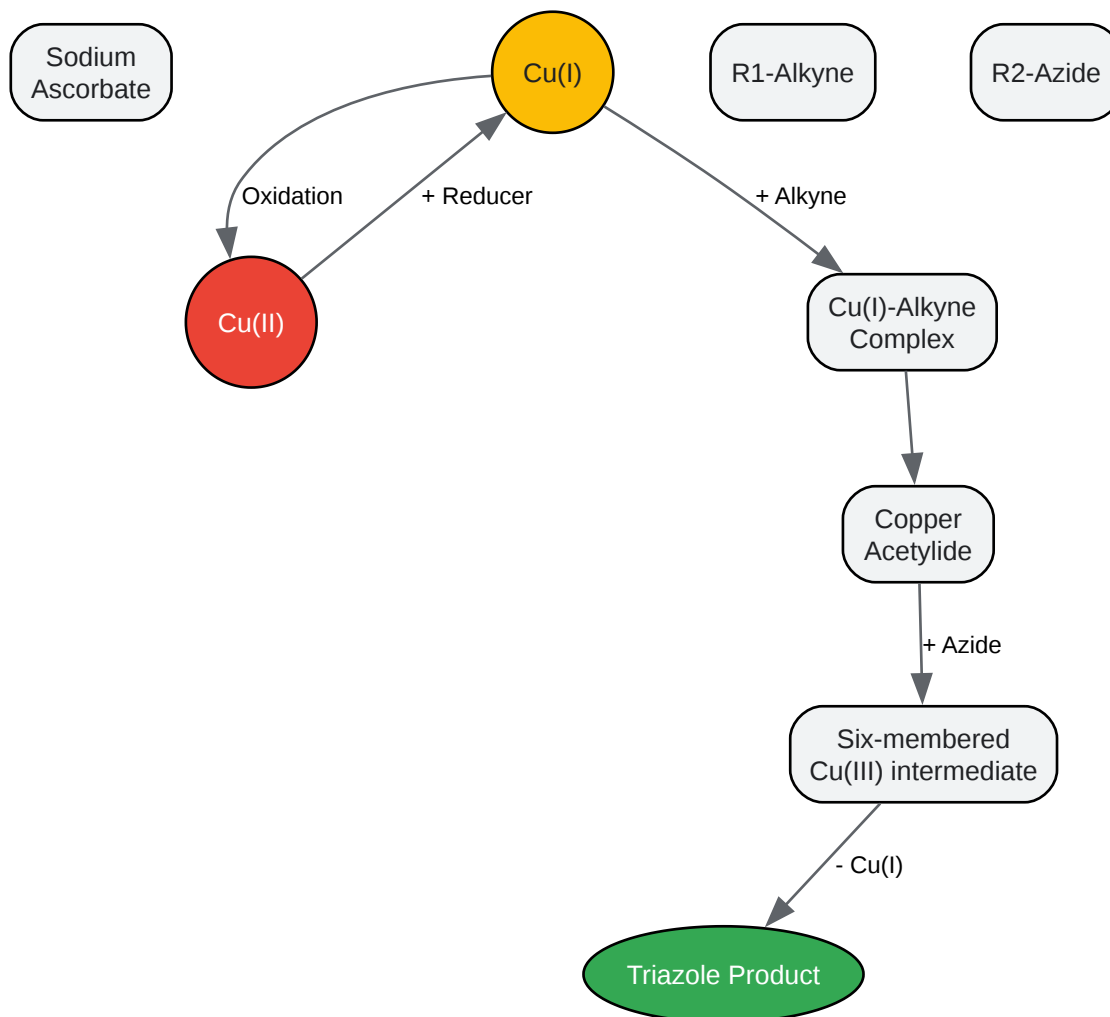 Sodium
Ascorbate
Cu(I)
R1-Alkyne
R2-Azide
Oxidation
+ Reducer
+ Alkyne
Cu(II)
Cu(I)-Alkyne
Complex
Copper
Acetylide
+ Azide
Six-membered
Cu(III) intermediate
- Cu(I)
Triazole Product